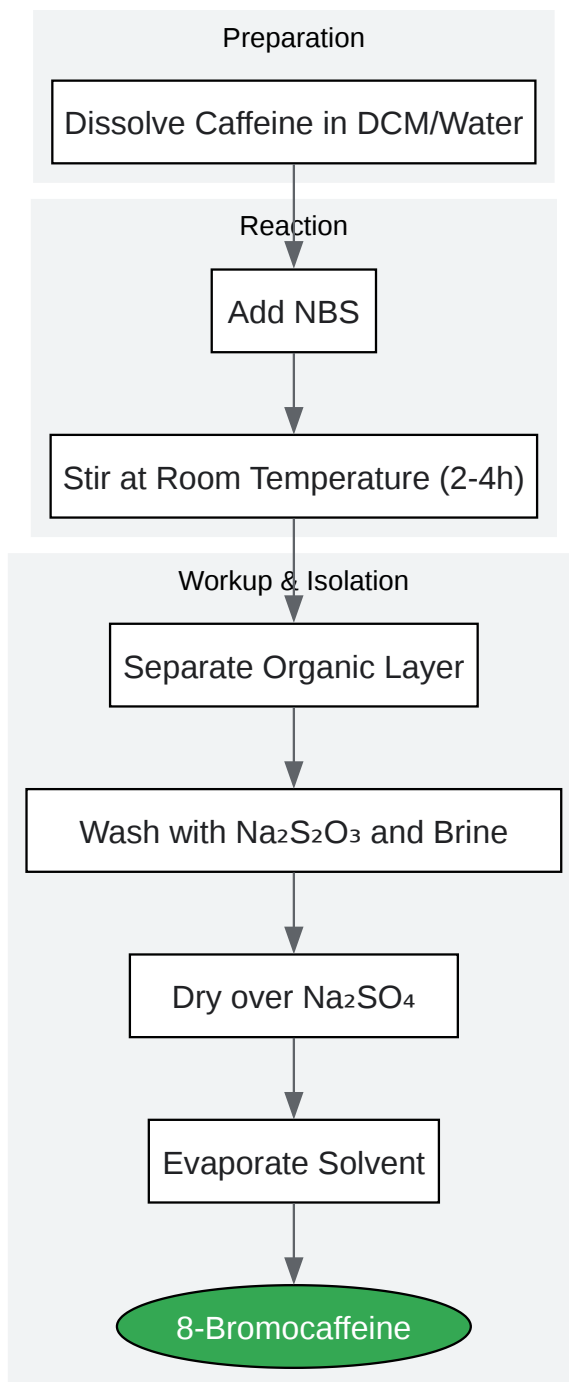 Preparation
Dissolve Caffeine in DCM/Water
Reaction
Add NBS
Stir at Room Temperature (2-4h)
Workup & Isolation
Separate Organic Layer
Wash with Na₂S₂O₃ and Brine
Dry over Na₂SO₄
Evaporate Solvent
8-Bromocaffeine